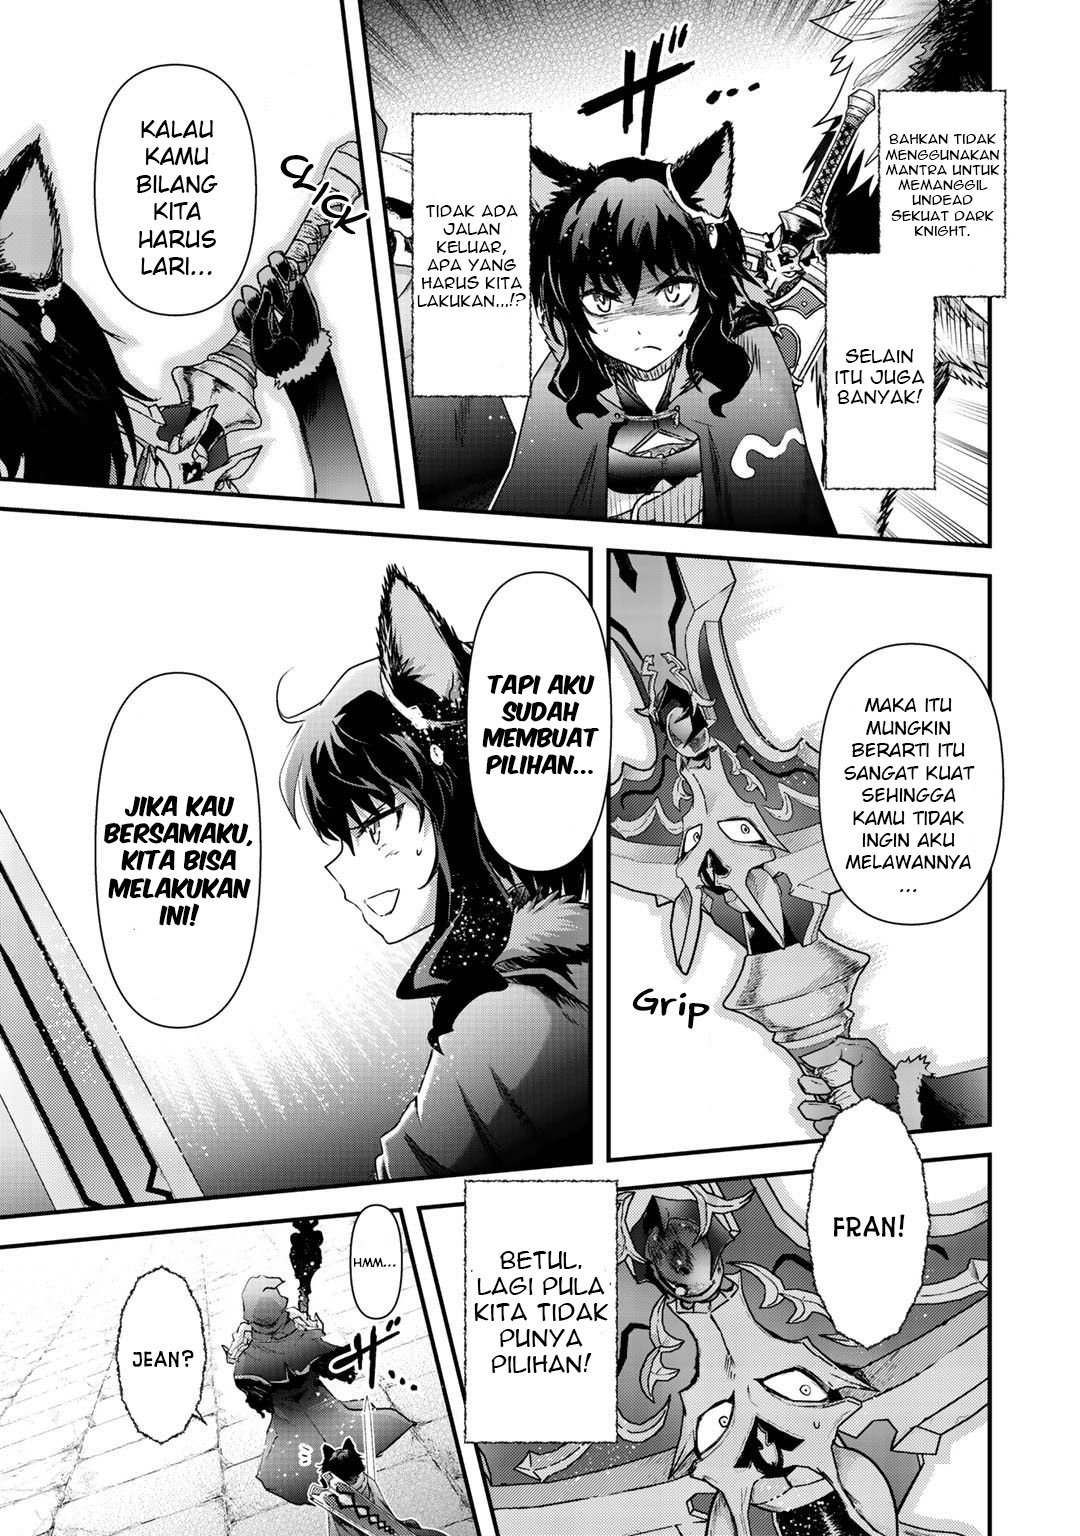 BAHKAN TIDAK
MENGGUNAKAN
MANTRA UNTUK
MEMANGGIL
UNDEAD
SEKUAT DARK
KNIGHT.
SELAIN
ITU JUGA
BANYAK!
ザ...
TIDAK ADA
JALAN
KELUAR,
APA YANG
HARUS KITA
LAKUKAN...!?
CLICK
KALAU
KAMU
BILANG
KITA
HARUS
LARI...
MAKA ITU
MUNGKIN
BERARTI ITU
SANGAT KUAT
SEHINGGA
KAMU TIDAK
INGIN AKU
MELAWANNYA
...
Grip
TAPI AKU
SUDAH
MEMBUAT
PILIHAN...
JIKA KAU
BERSAMAKU,
KITA BISA
MELAKUKAN
INI!
FRAN!
BETUL,
LAGI PULA
KITA TIDAK
PUNYA
PILIHAN!
HMM...
ザ...
JEAN?